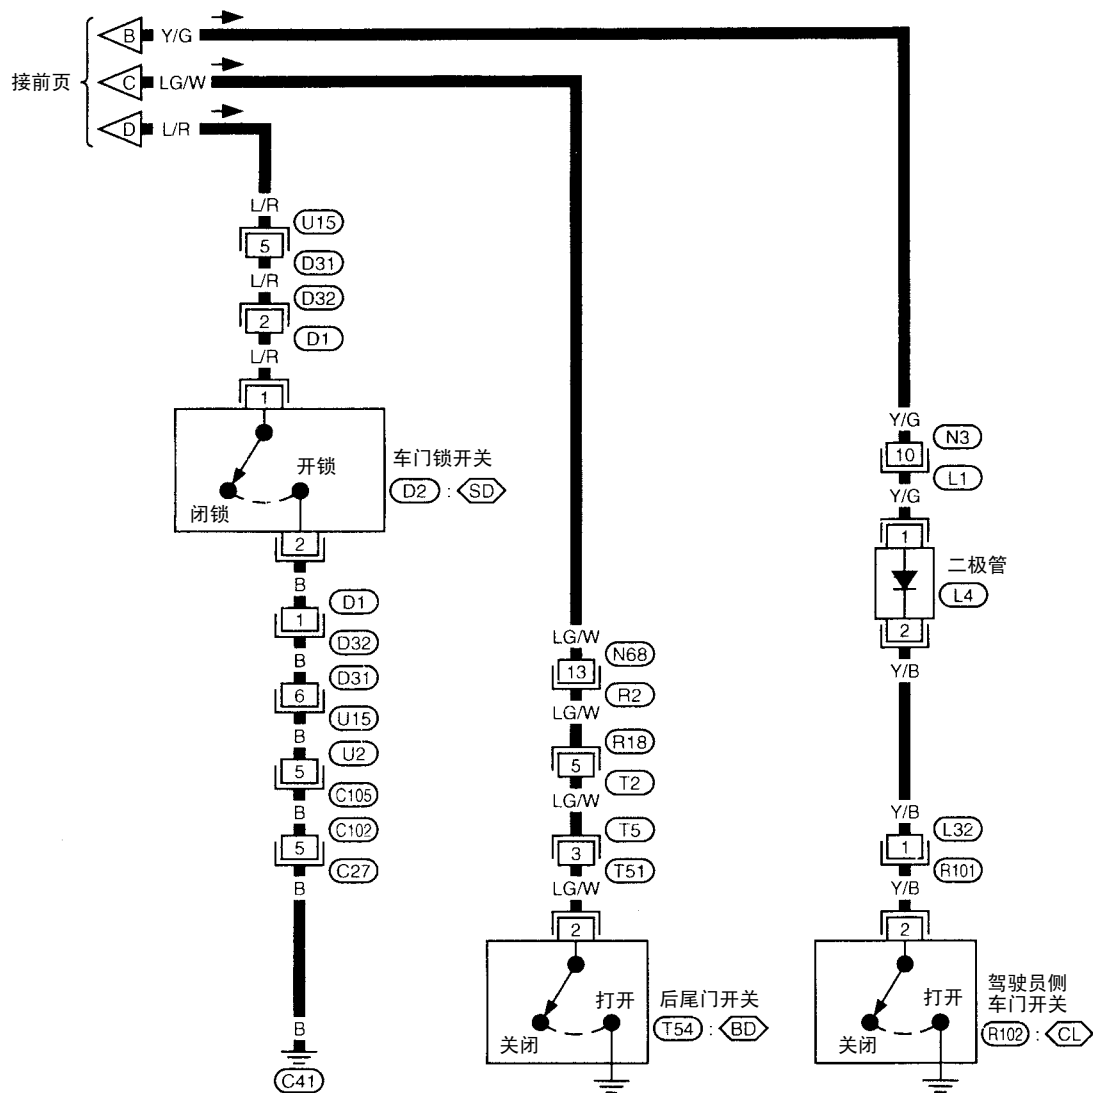 接前页
B Y/G
C LG/W
D L/R
L/R
U15
5
D31
L/R
D32
2
D1
L/R
1
开锁
闭锁
车门锁开关
D2 : SD
2
B
D1
1
D32
B
D31
6
U15
B
U2
5
C105
B
C102
5
C27
B
B
C41
LG/W
N68
13
R2
LG/W
R18
5
T2
LG/W
T5
3
T51
LG/W
2
打开
关闭
后尾门开关
T54 : BD
Y/G
N3
10
L1
Y/G
1
二极管
L4
2
Y/B
Y/B
L32
1
R101
Y/B
2
打开
关闭
驾驶员侧
车门开关
R102 : CL